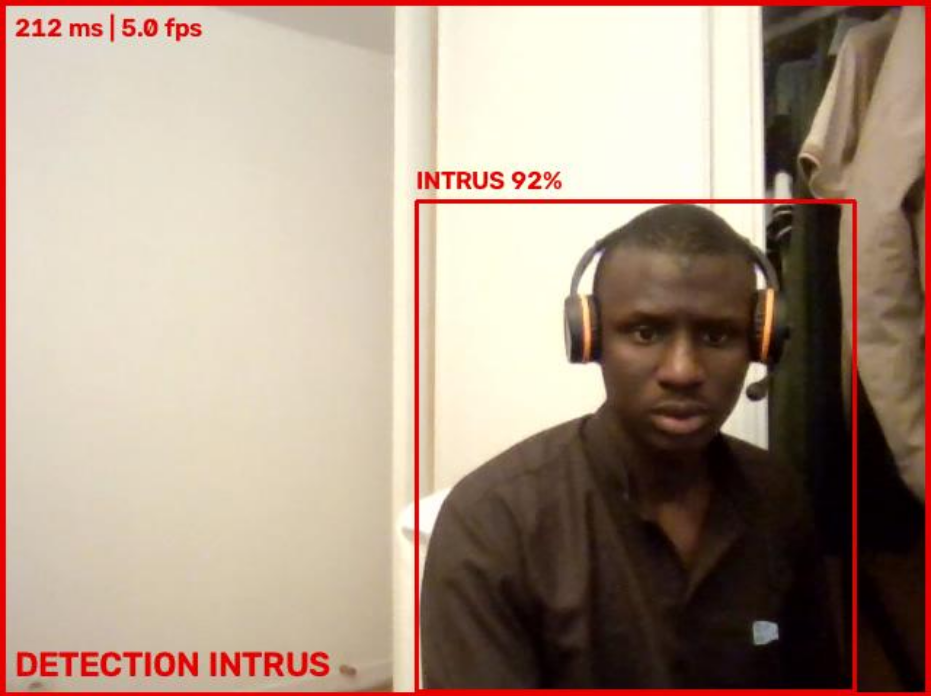 212 ms | 5.0 fps
INTRUS 92%
DETECTION INTRUS